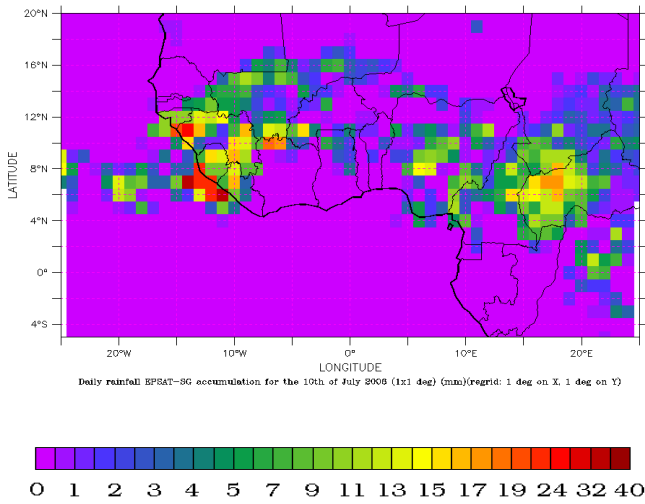 20°N
16°N
12°N
8°N
4°N
0°
4°S
LATITUDE
20°W 10°W 0° 10°E 20°E
LONGITUDE
Daily rainfall EPSAT-SG accumulation for the 10th of July 2006 (1x1 deg) (mm)(regrid: 1 deg on X, 1 deg on Y)
0 1 2 3 5 7 9 11 13 15 17 19 24 32 40